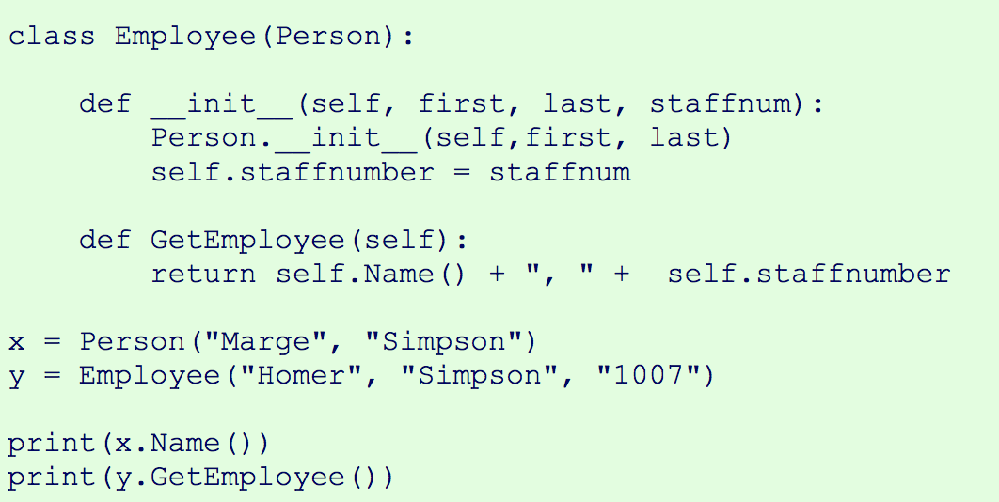 class Employee(Person):
def __init__(self, first, last, staffnum):
Person.__init__(self,first, last)
self.staffnumber = staffnum
def GetEmployee(self):
return self.Name() + ", " +  self.staffnumber
x = Person("Marge", "Simpson")
y = Employee("Homer", "Simpson", "1007")
print(x.Name())
print(y.GetEmployee())